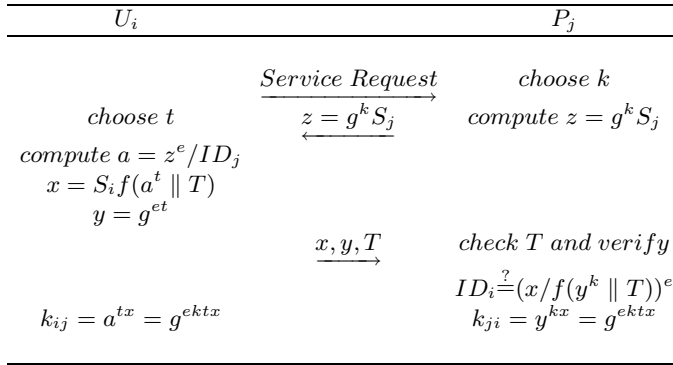 U_i P_j
Service Request choose k
choose t z = g^k S_j compute z = g^k S_j
compute a = z^e/ID_j
x = S_i f(a^t ∥ T)
y = g^{et}
x, y, T check T and verify
ID_i ≟ (x/f(y^k ∥ T))^e
k_{ij} = a^{tx} = g^{ektx} k_{ji} = y^{kx} = g^{ektx}